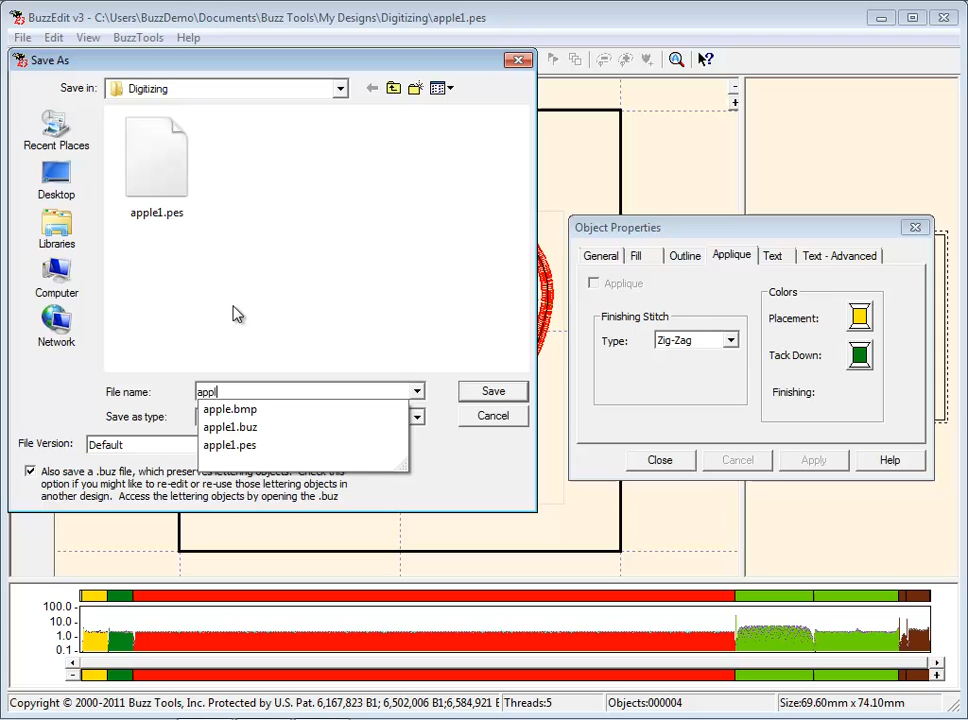 BuzzEdit v3 - C:\Users\BuzzDemo\Documents\Buzz Tools\My Designs\Digitizing\apple1.pes
File Edit View BuzzTools Help
Save As
Save in: Digitizing
Recent Places
Desktop
Libraries
Computer
Network
apple1.pes
File name: appl
apple.bmp
apple1.buz
apple1.pes
Save as type:
File Version: Default
Save
Cancel
Also save a .buz file, which preserves lettering objects. Check this
option if you might like to re-edit or re-use those lettering objects in
another design. Access the lettering objects by opening the .buz
Object Properties
General Fill Outline Applique Text Text - Advanced
Applique
Finishing Stitch
Type: Zig-Zag
Colors
Placement:
Tack Down:
Finishing:
Close Cancel Apply Help
100.0
10.0
1.0
0.1
Copyright © 2000-2011 Buzz Tools, Inc. Protected by U.S. Pat. 6,167,823 B1; 6,502,006 B1;6,584,921 E Threads:5 Objects:000004 Size:69.60mm x 74.10mm